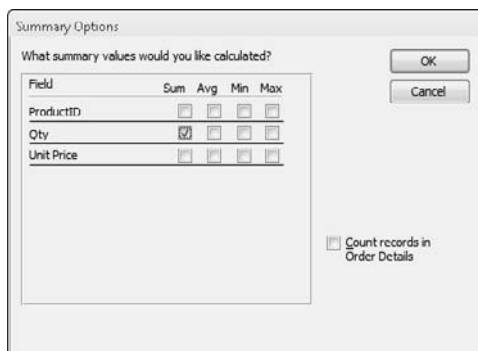 Summary Options
What summary values would you like calculated?
OK
Cancel
Field Sum Avg Min Max
ProductID
Qty
Unit Price
Count records in
Order Details